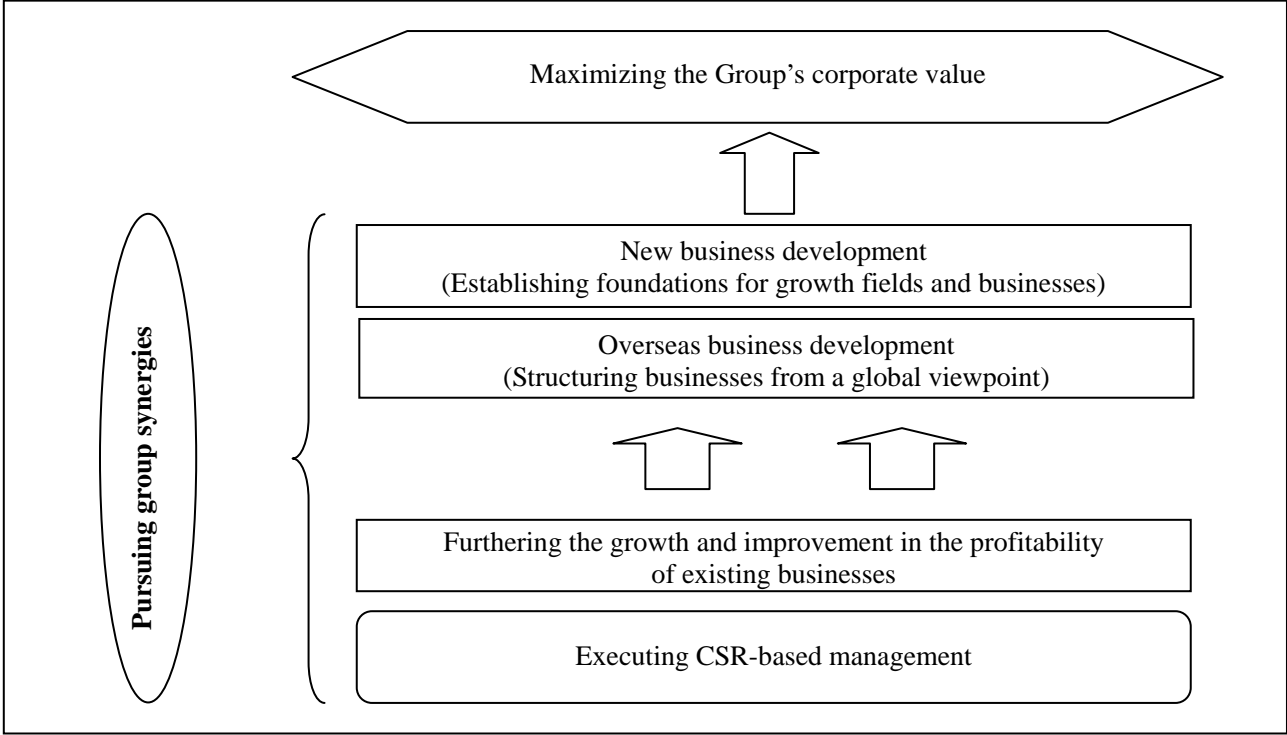 Maximizing the Group’s corporate value
New business development
(Establishing foundations for growth fields and businesses)
Overseas business development
(Structuring businesses from a global viewpoint)
Pursuing group synergies
Furthering the growth and improvement in the profitability
of existing businesses
Executing CSR-based management